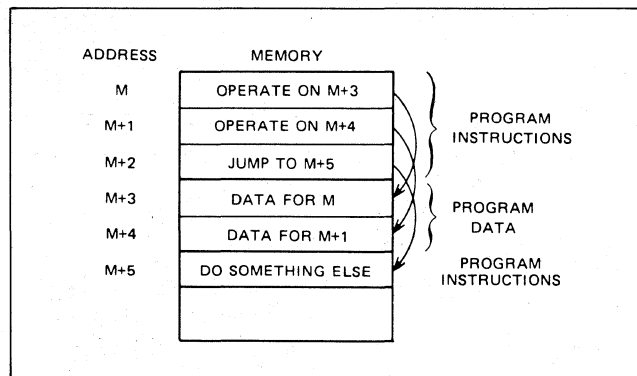 ADDRESS MEMORY
M OPERATE ON M+3
M+1 OPERATE ON M+4
M+2 JUMP TO M+5
M+3 DATA FOR M
M+4 DATA FOR M+1
M+5 DO SOMETHING ELSE
PROGRAM
INSTRUCTIONS
PROGRAM
DATA
PROGRAM
INSTRUCTIONS